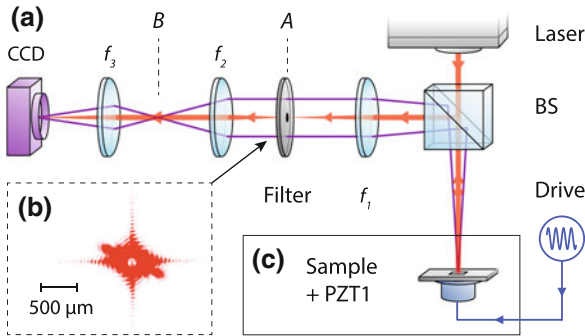 (a)
B
A
Laser
CCD
f3
f2
BS
Filter
f1
Drive
(b)
500 μm
(c)
Sample
+ PZT1